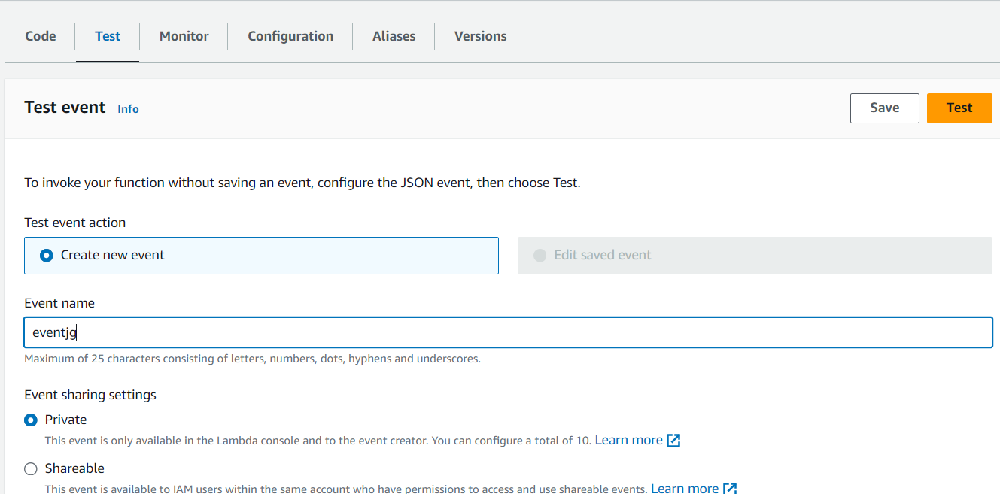 Code Test Monitor Configuration Aliases Versions
Test event Info Save Test
To invoke your function without saving an event, configure the JSON event, then choose Test.
Test event action
Create new event Edit saved event
Event name
eventjg
Maximum of 25 characters consisting of letters, numbers, dots, hyphens and underscores.
Event sharing settings
Private
This event is only available in the Lambda console and to the event creator. You can configure a total of 10. Learn more
Shareable
This event is available to IAM users within the same account who have permissions to access and use shareable events. Learn more